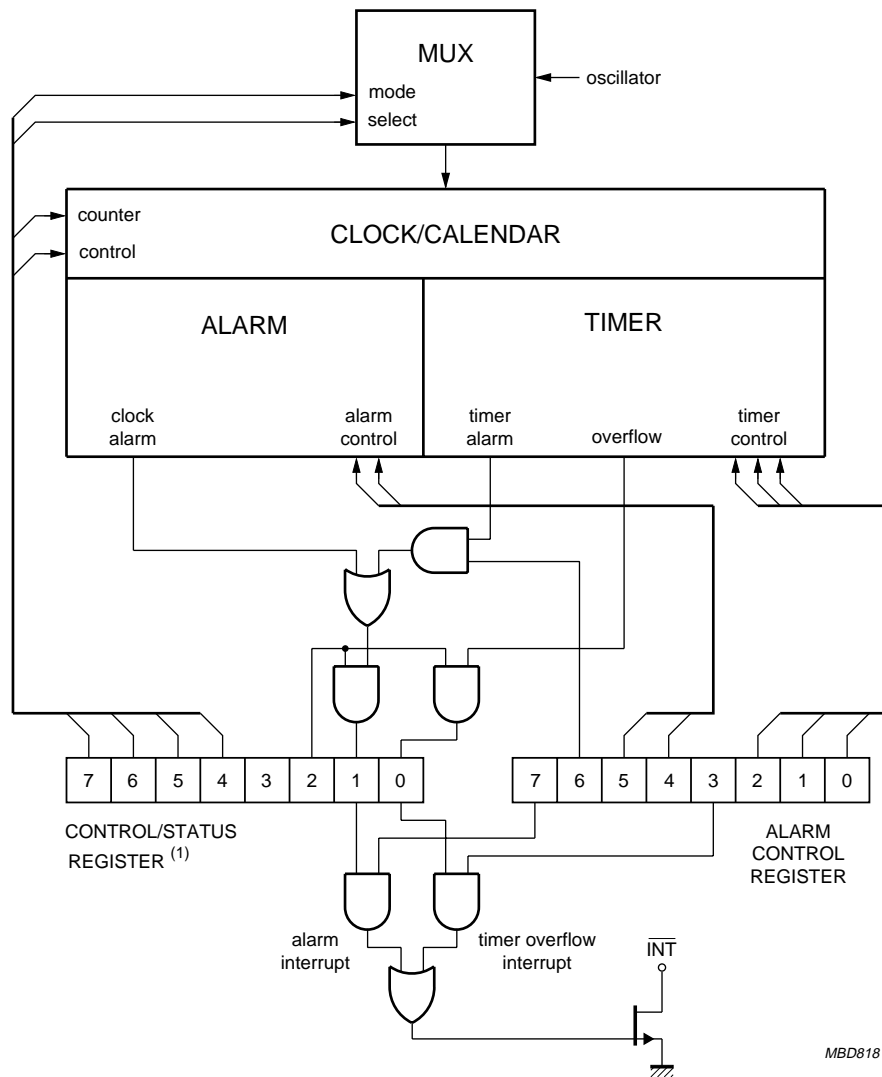 MUX
oscillator
mode
select
counter
CLOCK/CALENDAR
control
ALARM
TIMER
clock
alarm
alarm
control
timer
alarm
overflow
timer
control
7 6 5 4 3 2 1 0
7 6 5 4 3 2 1 0
CONTROL/STATUS
REGISTER (1)
ALARM
CONTROL
REGISTER
alarm
interrupt
timer overflow
interrupt
INT
MBD818